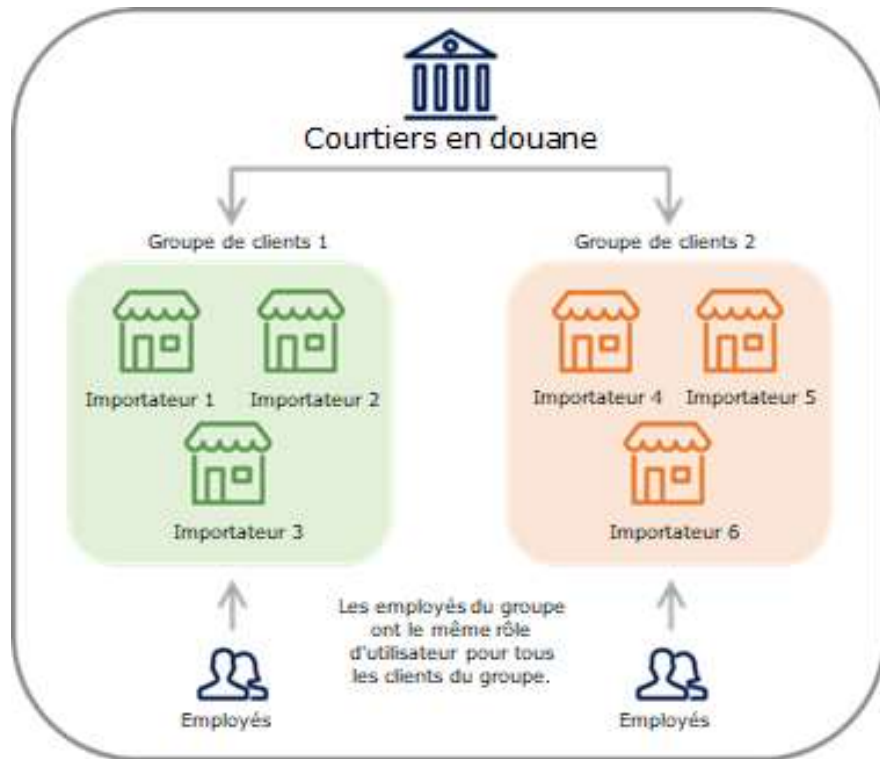 Courtiers en douane
Groupe de clients 1
Groupe de clients 2
Importateur 1
Importateur 2
Importateur 3
Importateur 4
Importateur 5
Importateur 6
Les employés du groupe
ont le même rôle
d'utilisateur pour tous
les clients du groupe.
Employés
Employés